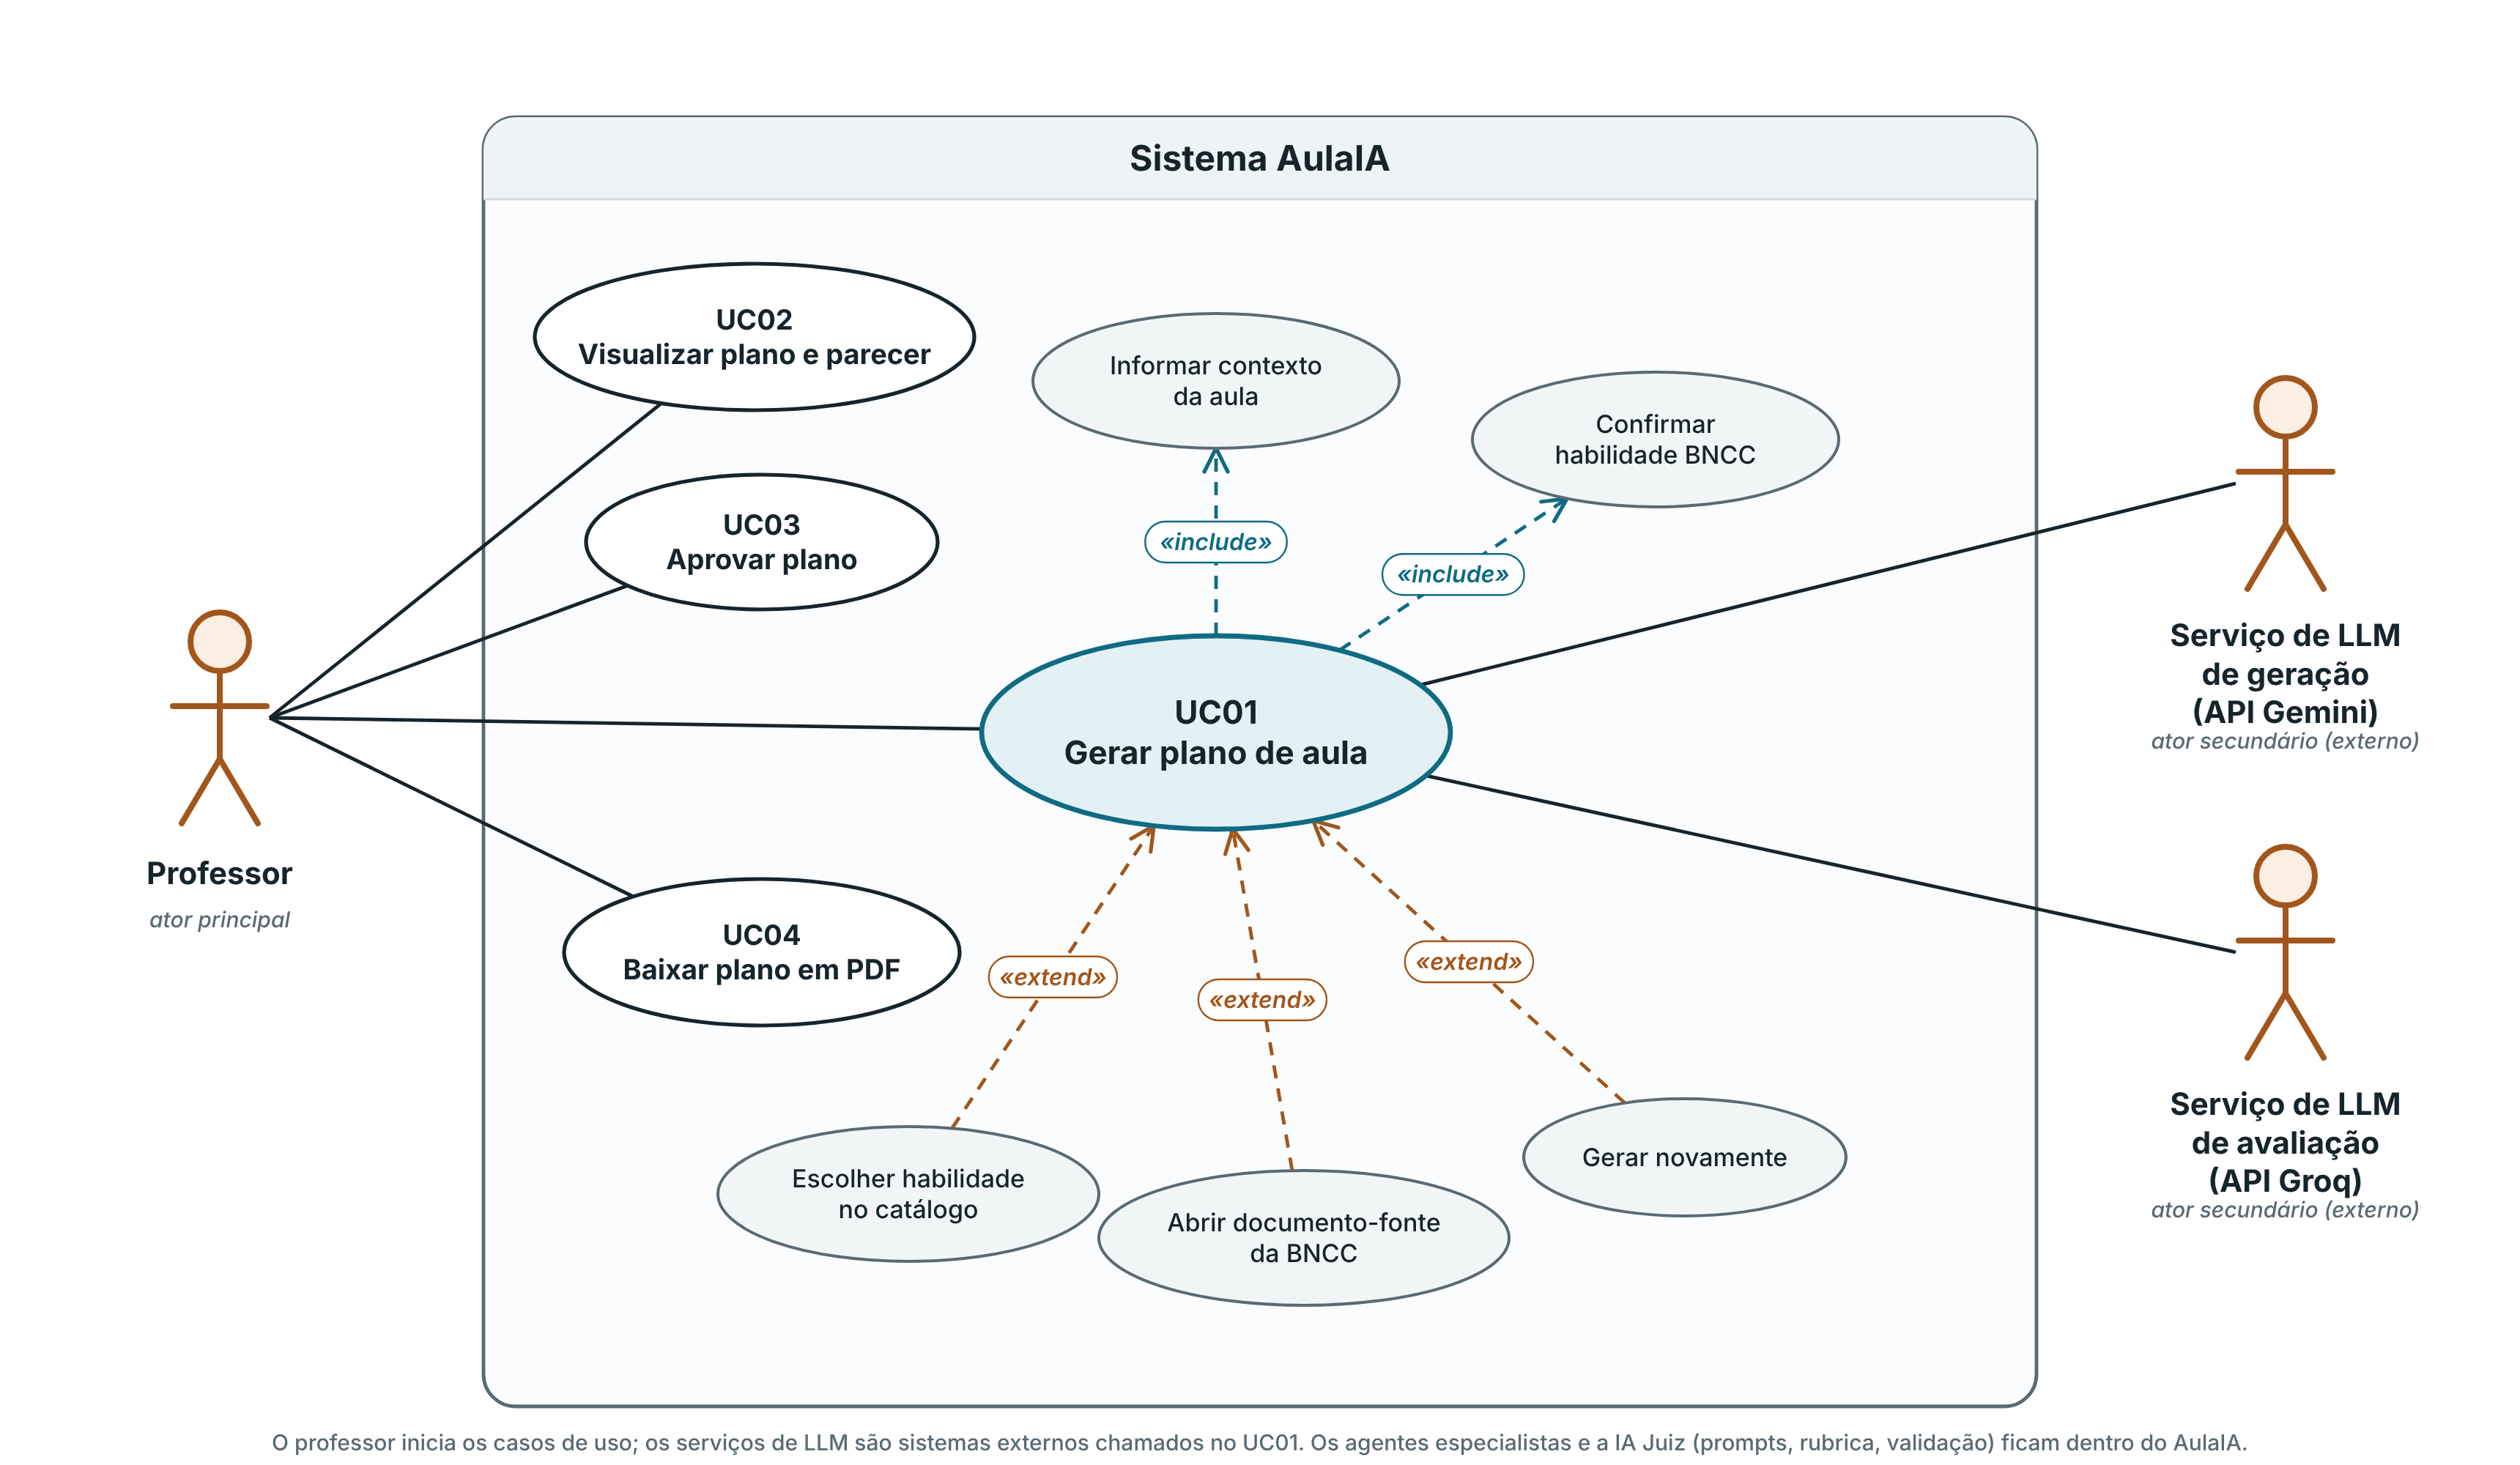 Sistema AulaIA
UC02
Visualizar plano e parecer
Informar contexto
da aula
Confirmar
habilidade BNCC
UC03
Aprovar plano
«include»
«include»
Serviço de LLM
de geração
(API Gemini)
ator secundário (externo)
UC01
Gerar plano de aula
Professor
ator principal
UC04
Baixar plano em PDF
«extend»
«extend»
«extend»
Serviço de LLM
de avaliação
(API Groq)
ator secundário (externo)
Escolher habilidade
no catálogo
Abrir documento-fonte
da BNCC
Gerar novamente
O professor inicia os casos de uso; os serviços de LLM são sistemas externos chamados no UC01. Os agentes especialistas e a IA Juiz (prompts, rubrica, validação) ficam dentro do AulaIA.